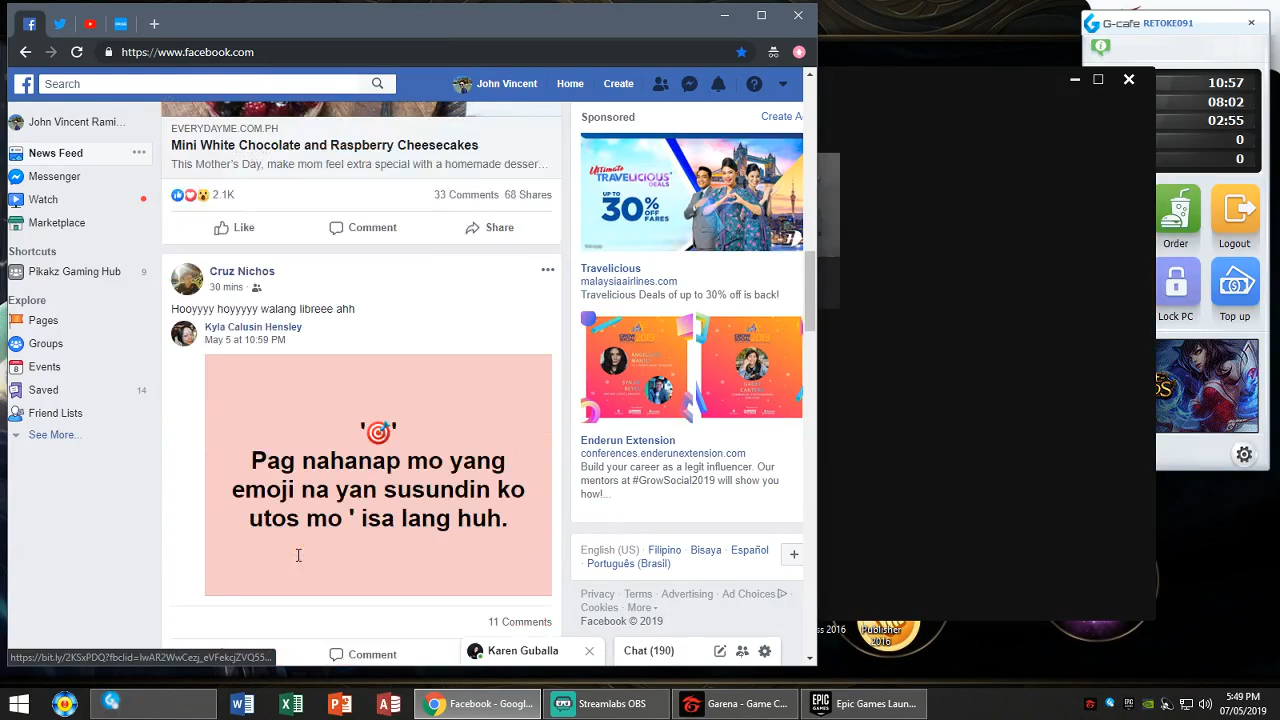 G-cafe RETOKE091
https://www.facebook.com
Search
John Vincent
Home
Create
10:57
08:02
02:55
0
0
Order
Logout
Lock PC
Top up
John Vincent Rami...
News Feed
Messenger
Watch
Marketplace
Shortcuts
Pikakz Gaming Hub 9
Explore
Pages
Groups
Events
Saved 14
Friend Lists
See More...
EVERYDAYME.COM.PH
Mini White Chocolate and Raspberry Cheesecakes
This Mother's Day, make mom feel extra special with a homemade desser...
2.1K
33 Comments 68 Shares
Like
Comment
Share
Cruz Nichos
30 mins
Hooyyyy hoyyyyy walang libreee ahh
Kyla Calusin Hensley
May 5 at 10:59 PM
'🎯'
Pag nahanap mo yang
emoji na yan susundin ko
utos mo ' isa lang huh.
11 Comments
Comment
Sponsored
Create A
Ultimate
TRAVELICIOUS
DEALS
UP TO
30% OFF
FARES
Travelicious
malaysiaairlines.com
Travelicious Deals of up to 30% off is back!
Enderun Extension
conferences.enderunextension.com
Build your career as a legit influencer. Our
mentors at #GrowSocial2019 will show you
how!...
English (US) · Filipino · Bisaya · Español
· Português (Brasil)
Privacy · Terms · Advertising · Ad Choices ·
Cookies · More
Facebook © 2019
Karen Guballa
Chat (190)
https://bit.ly/2KSxPDQ?fbclid=IwAR2WwCezj_eVFekcjZVQ55...
ss 2016
Publisher
2016
Facebook - Googl...
Streamlabs OBS
Garena - Game C...
Epic Games Laun...
5:49 PM
07/05/2019